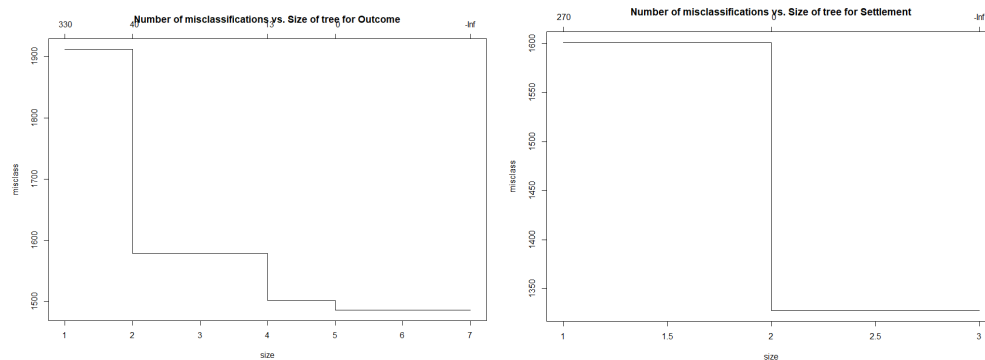 Number of misclassifications vs. Size of tree for Outcome
330 40 13 0 -Inf
1900
1800
1700
1600
1500
misclass
1 2 3 4 5 6 7
size
Number of misclassifications vs. Size of tree for Settlement
270 0 -Inf
1600
1550
1500
1450
1400
1350
misclass
1 1.5 2 2.5 3
size